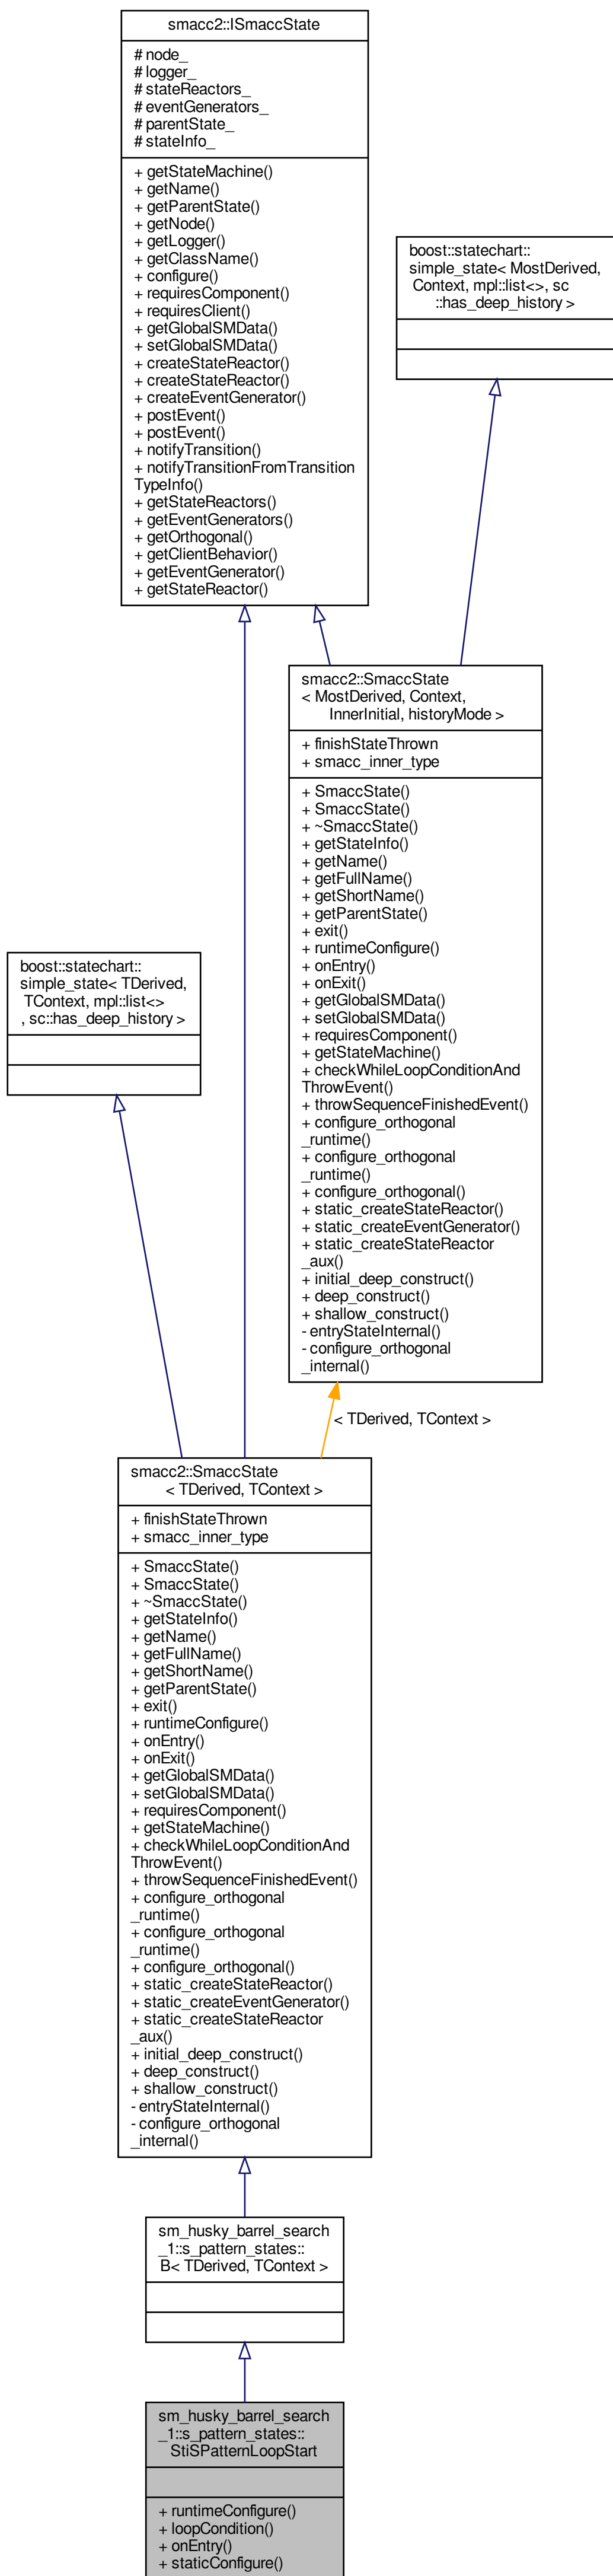 smacc2::ISmaccState
# node_
# logger_
# stateReactors_
# eventGenerators_
# parentState_
# stateInfo_
+ getStateMachine()
+ getName()
+ getParentState()
+ getNode()
+ getLogger()
+ getClassName()
+ configure()
+ requiresComponent()
+ requiresClient()
+ getGlobalSMData()
+ setGlobalSMData()
+ createStateReactor()
+ createStateReactor()
+ createEventGenerator()
+ postEvent()
+ postEvent()
+ notifyTransition()
+ notifyTransitionFromTransition
TypeInfo()
+ getStateReactors()
+ getEventGenerators()
+ getOrthogonal()
+ getClientBehavior()
+ getEventGenerator()
+ getStateReactor()
boost::statechart::
simple_state< MostDerived,
Context, mpl::list<>, sc
::has_deep_history >
smacc2::SmaccState
< MostDerived, Context,
InnerInitial, historyMode >
+ finishStateThrown
+ smacc_inner_type
+ SmaccState()
+ SmaccState()
+ ~SmaccState()
+ getStateInfo()
+ getName()
+ getFullName()
+ getShortName()
+ getParentState()
+ exit()
+ runtimeConfigure()
+ onEntry()
+ onExit()
+ getGlobalSMData()
+ setGlobalSMData()
+ requiresComponent()
+ getStateMachine()
+ checkWhileLoopConditionAnd
ThrowEvent()
+ throwSequenceFinishedEvent()
+ configure_orthogonal
_runtime()
+ configure_orthogonal
_runtime()
+ configure_orthogonal()
+ static_createStateReactor()
+ static_createEventGenerator()
+ static_createStateReactor
_aux()
+ initial_deep_construct()
+ deep_construct()
+ shallow_construct()
- entryStateInternal()
- configure_orthogonal
_internal()
boost::statechart::
simple_state< TDerived,
TContext, mpl::list<>
, sc::has_deep_history >
< TDerived, TContext >
smacc2::SmaccState
< TDerived, TContext >
+ finishStateThrown
+ smacc_inner_type
+ SmaccState()
+ SmaccState()
+ ~SmaccState()
+ getStateInfo()
+ getName()
+ getFullName()
+ getShortName()
+ getParentState()
+ exit()
+ runtimeConfigure()
+ onEntry()
+ onExit()
+ getGlobalSMData()
+ setGlobalSMData()
+ requiresComponent()
+ getStateMachine()
+ checkWhileLoopConditionAnd
ThrowEvent()
+ throwSequenceFinishedEvent()
+ configure_orthogonal
_runtime()
+ configure_orthogonal
_runtime()
+ configure_orthogonal()
+ static_createStateReactor()
+ static_createEventGenerator()
+ static_createStateReactor
_aux()
+ initial_deep_construct()
+ deep_construct()
+ shallow_construct()
- entryStateInternal()
- configure_orthogonal
_internal()
sm_husky_barrel_search
_1::s_pattern_states::
B< TDerived, TContext >
sm_husky_barrel_search
_1::s_pattern_states::
StiSPatternLoopStart
+ runtimeConfigure()
+ loopCondition()
+ onEntry()
+ staticConfigure()